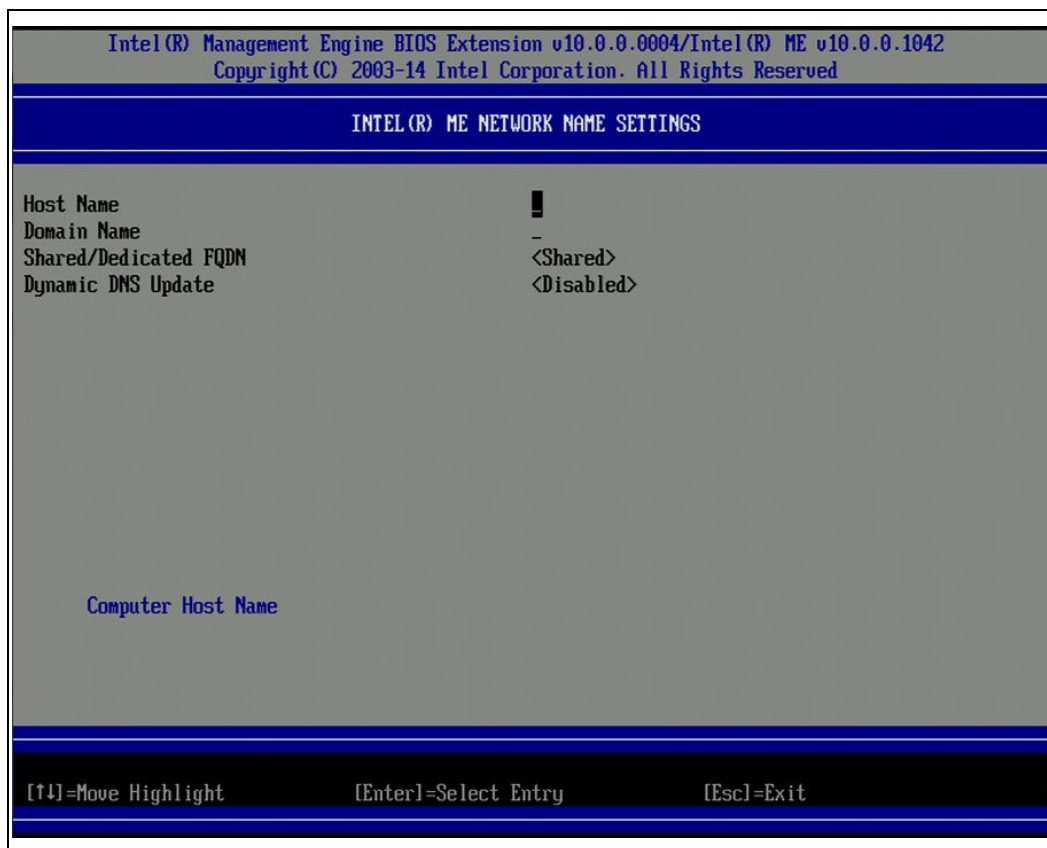 Intel(R) Management Engine BIOS Extension v10.0.0.0004/Intel(R) ME v10.0.0.1042
Copyright(C) 2003-14 Intel Corporation. All Rights Reserved
INTEL(R) ME NETWORK NAME SETTINGS
Host Name _
Domain Name _
Shared/Dedicated FQDN <Shared>
Dynamic DNS Update <Disabled>
Computer Host Name
[↑↓]=Move Highlight [Enter]=Select Entry [Esc]=Exit